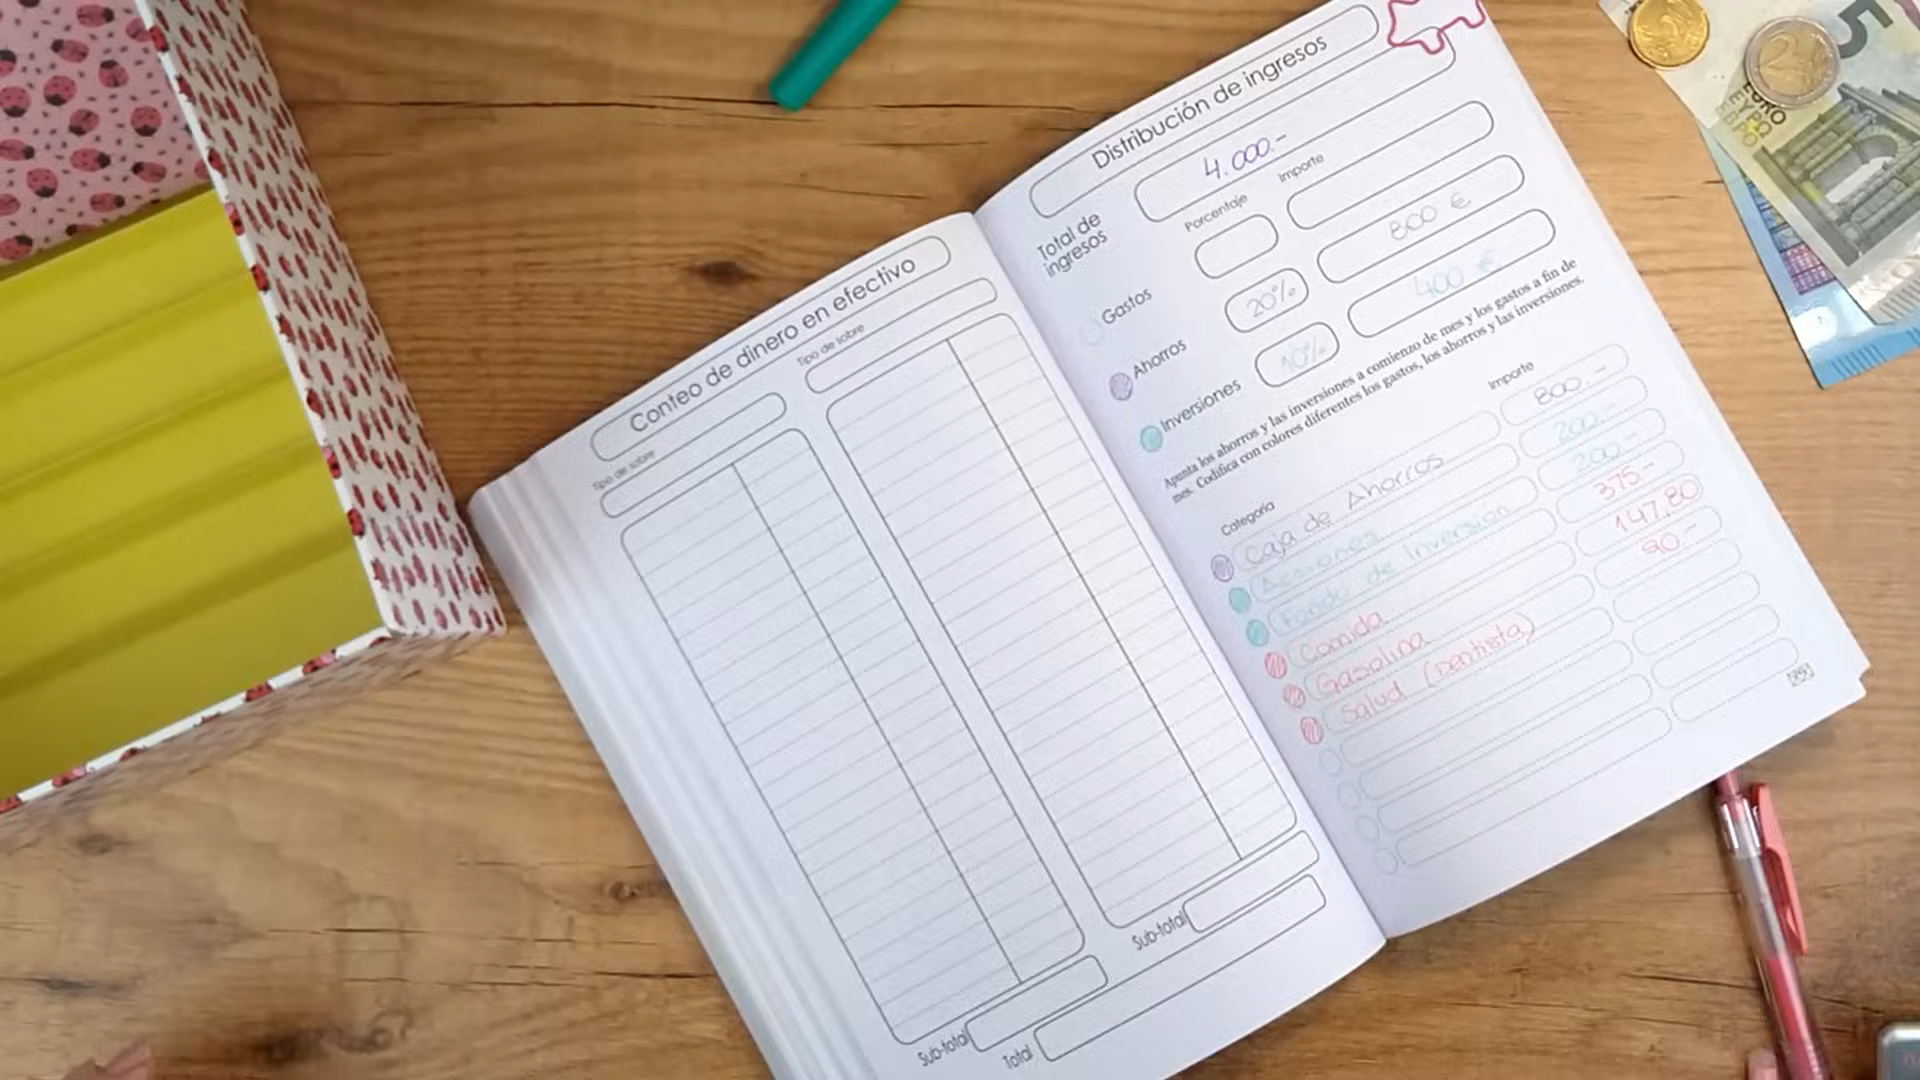 Conteo de dinero en efectivo
Tipo de sobre
Tipo de sobre
Sub-total
Sub-total
Total
Distribución de ingresos
Total de
ingresos
4.000.-
Porcentaje
Importe
Gastos
Ahorros
20%
800 €
Inversiones
10%
400 €
Apunta los ahorros y las inversiones a comienzo de mes y los gastos a fin de
mes. Codifica con colores diferentes los gastos, los ahorros y las inversiones.
Categoría
Importe
Caja de Ahorros
800.-
Acciones
200.-
Fondo de Inversión
200.-
Comida
375.-
Gasolina
147,80
Salud (Dentista)
90.-
5
2
EURO
ΕΥΡΩ